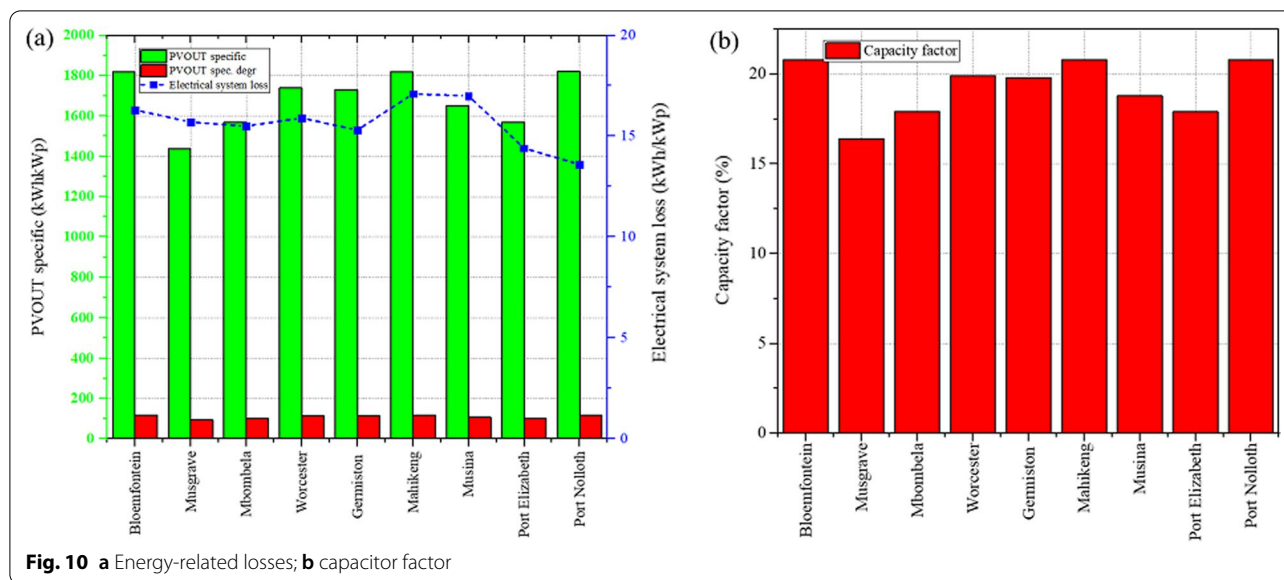 (a)
PVOUT specific
PVOUT spec. degr
Electrical system loss
PVOUT specific (kWh\kWp)
2000
1800
1600
1400
1200
1000
800
600
400
200
0
20
15
10
5
0
Electrical system loss (kWh/kWp)
Bloemfontein
Musgrave
Mbombela
Worcester
Germiston
Mahikeng
Musina
Port Elizabeth
Port Nolloth
(b)
Capacity factor
Capacity factor (%)
20
15
10
5
0
Bloemfontein
Musgrave
Mbombela
Worcester
Germiston
Mahikeng
Musina
Port Elizabeth
Port Nolloth
Fig. 10 a Energy-related losses; b capacitor factor